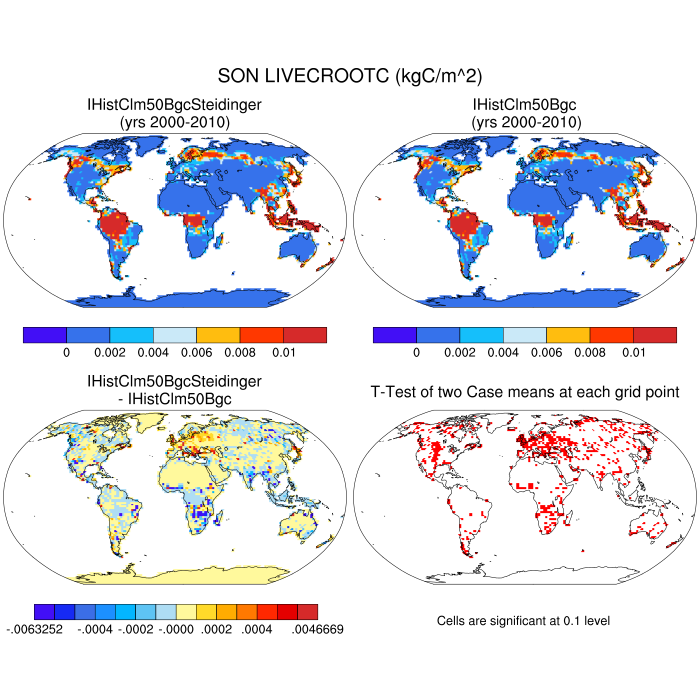 SON LIVECROOTC (kgC/m^2)
IHistClm50BgcSteidinger
(yrs 2000-2010)
IHistClm50Bgc
(yrs 2000-2010)
0 0.002 0.004 0.006 0.008 0.01
0 0.002 0.004 0.006 0.008 0.01
IHistClm50BgcSteidinger
- IHistClm50Bgc
T-Test of two Case means at each grid point
-.0063252 -.0004 -.0002 -.0000 .0002 .0004 .0046669
Cells are significant at 0.1 level